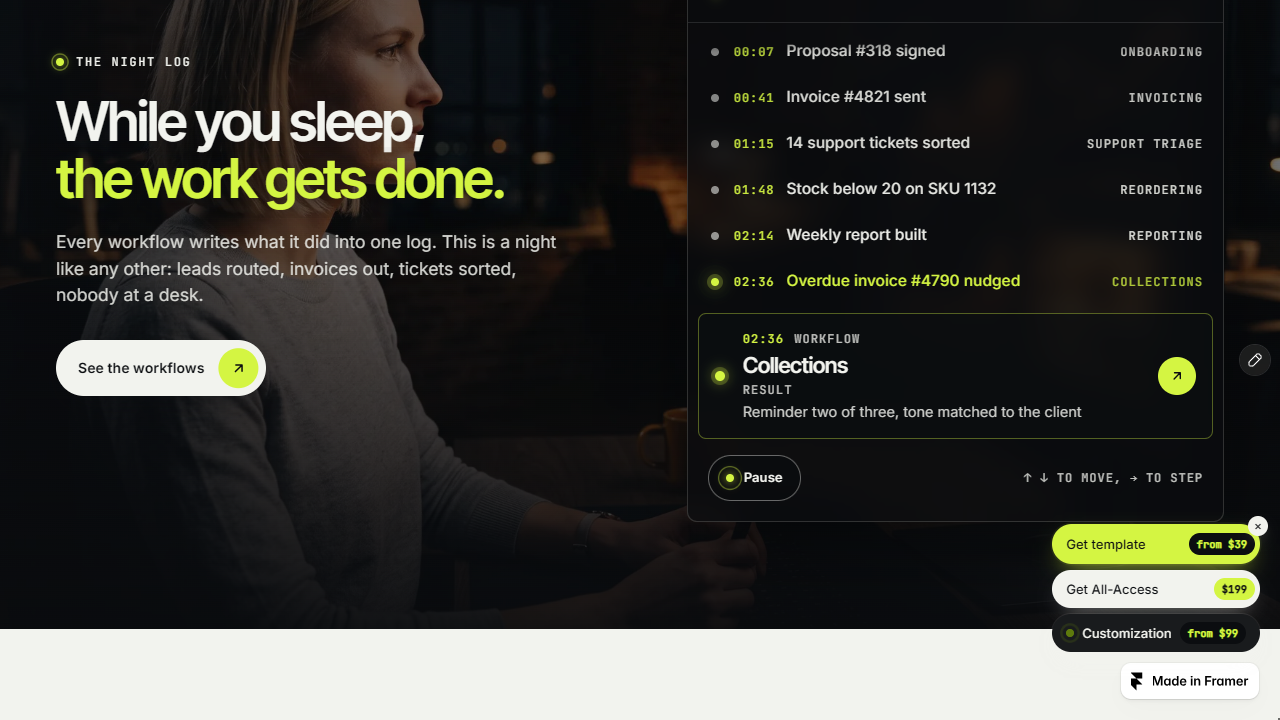 THE NIGHT LOG
While you sleep,
the work gets done.
Every workflow writes what it did into one log. This is a night
like any other: leads routed, invoices out, tickets sorted,
nobody at a desk.
See the workflows
00:07 Proposal #318 signed ONBOARDING
00:41 Invoice #4821 sent INVOICING
01:15 14 support tickets sorted SUPPORT TRIAGE
01:48 Stock below 20 on SKU 1132 REORDERING
02:14 Weekly report built REPORTING
02:36 Overdue invoice #4790 nudged COLLECTIONS
02:36 WORKFLOW
Collections
RESULT
Reminder two of three, tone matched to the client
Pause
↑ ↓ TO MOVE, → TO STEP
Get template from $39
Get All-Access $199
Customization from $99
Made in Framer